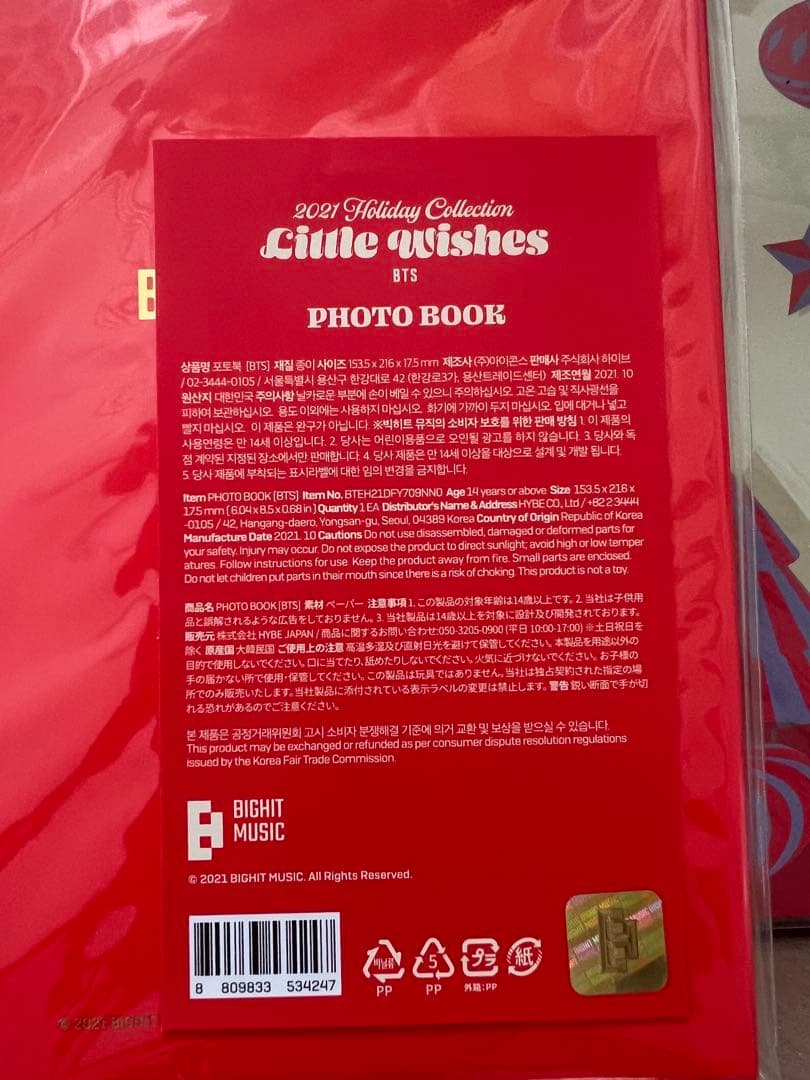 2021 Holiday Collection
Little Wishes
BTS
PHOTO BOOK
상품명 포토북 [BTS] 재질 종이 사이즈 153.5 x 216 x 17.5 mm 제조사 (주)아이콘스 판매사 주식회사 하이브
/ 02-3444-0105 / 서울특별시 용산구 한강대로 42 (한강로3가, 용산트레이드센터) 제조연월 2021. 10
원산지 대한민국 주의사항 날카로운 부분에 손이 베일 수 있으니 주의하십시오. 고온 고습 및 직사광선을
피하여 보관하십시오. 용도 이외에는 사용하지 마십시오. 화기에 가까이 두지 마십시오. 입에 대거나 넣고
빨지 마십시오. 이 제품은 완구가 아닙니다. ※빅히트 뮤직의 소비자 보호를 위한 판매 방침 1. 이 제품의
사용연령은 만 14세 이상입니다. 2. 당사는 어린이용품으로 오인될 광고를 하지 않습니다. 3. 당사와 독
점 계약된 지정된 장소에서만 판매합니다. 4. 당사 제품은 만 14세 이상을 대상으로 설계 및 개발 됩니다.
5. 당사 제품에 부착되는 표시라벨에 대한 임의 변경을 금지합니다.
Item PHOTO BOOK [BTS] Item No. BTEH21DFY709NN0 Age 14 years or above Size 153.5 x 216 x
17.5 mm [ 6.04 x 8.5 x 0.68 in ] Quantity 1 EA Distributor's Name & Address HYBE CO., Ltd / +82 2 3444
-0105 / 42, Hangang-daero, Yongsan-gu, Seoul, 04389 Korea Country of Origin Republic of Korea
Manufacture Date 2021. 10 Cautions Do not use disassembled, damaged or deformed parts for
your safety. Injury may occur. Do not expose the product to direct sunlight; avoid high or low temper
atures. Follow instructions for use. Keep the product away from fire. Small parts are enclosed.
Do not let children put parts in their mouth since there is a risk of choking. This product is not a toy.
商品名 PHOTO BOOK [BTS] 素材 ペーパー 注意事項 1. この製品の対象年齢は14歳以上です。2. 当社は子供用
品と誤解されるような広告をしておりません。3. 当社製品は14歳以上を対象に設計及び開発されております。
販売元 株式会社 HYBE JAPAN / 商品に関するお問い合わせ:050-3205-0900 (平日 10:00-17:00) ※土日祝日を
除く 原産国 大韓民国 ご使用上の注意 高温多湿及び直射日光を避けて保管してください。本製品を用途以外の
目的で使用しないでください。口に当てたり、舐めたりしないでください。火気に近づけないでください。お子様の
手の届かない所で使用・保管してください。この製品は玩具ではありません。当社は独占契約された指定の場
所でのみ販売いたします。当社製品に添付されている表示ラベルの変更は禁止します。警告 鋭い断面で手が切
れる恐れがあるのでご注意ください。
본 제품은 공정거래위원회 고시 소비자 분쟁해결 기준에 의거 교환 및 보상을 받으실 수 있습니다.
This product may be exchanged or refunded as per consumer dispute resolution regulations
issued by the Korea Fair Trade Commission.
BIGHIT
MUSIC
© 2021 BIGHIT MUSIC. All Rights Reserved.
8 809833 534247
비닐류
PP
5
PP
プラ
外箱:PP
紙
BIGHIT MUSIC
© 2021 BIGHIT